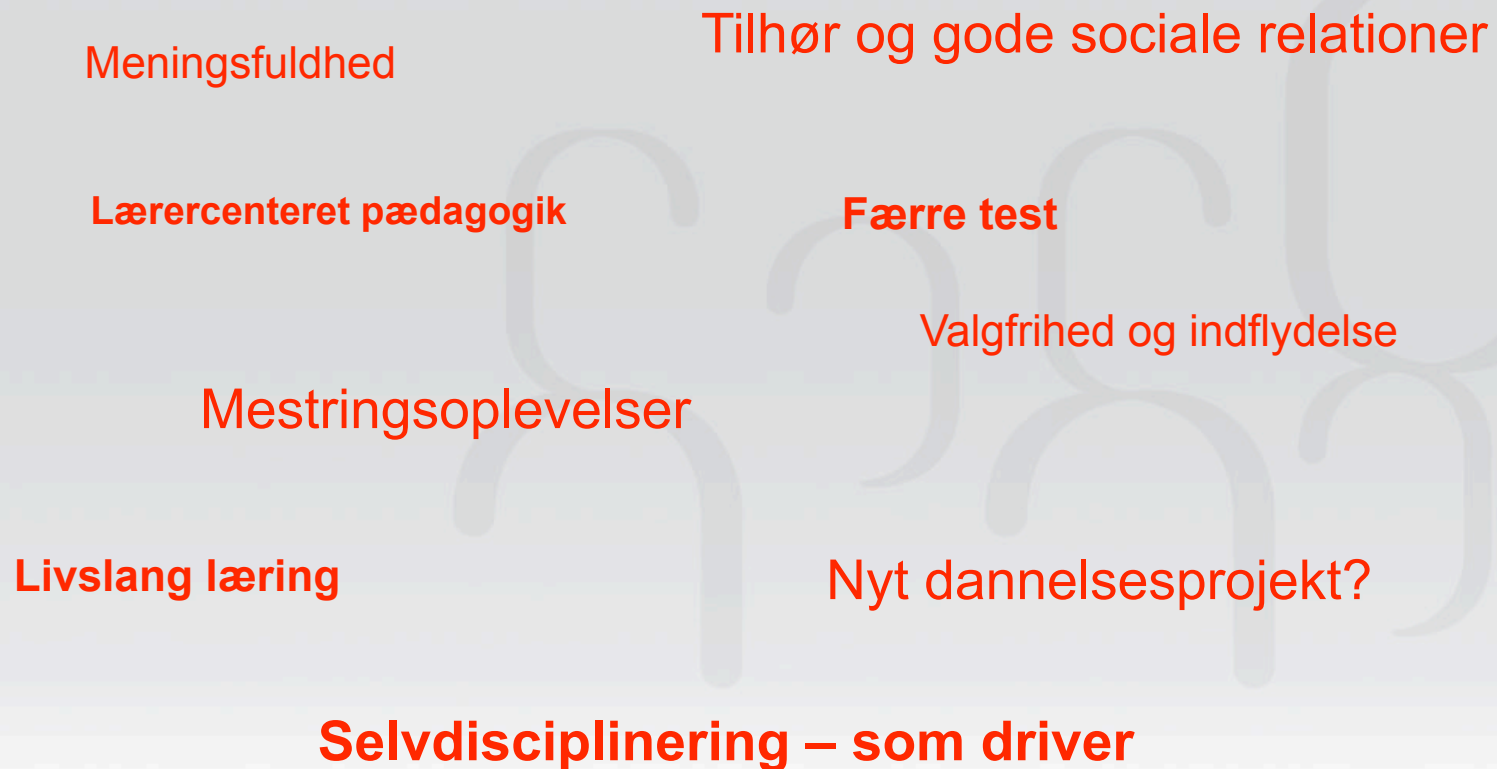 Tilhør og gode sociale relationer
Meningsfuldhed
Lærercenteret pædagogik
Færre test
Valgfrihed og indflydelse
Mestringsoplevelser
Livslang læring
Nyt dannelsesprojekt?
Selvdisciplinering – som driver